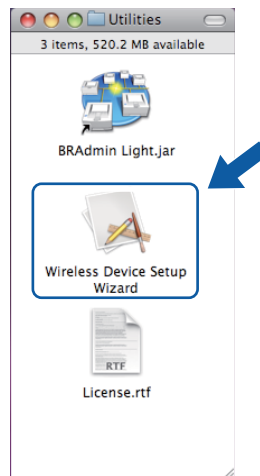 Utilities
3 items, 520.2 MB available
BRAdmin Light.jar
Wireless Device Setup
Wizard
RTF
License.rtf